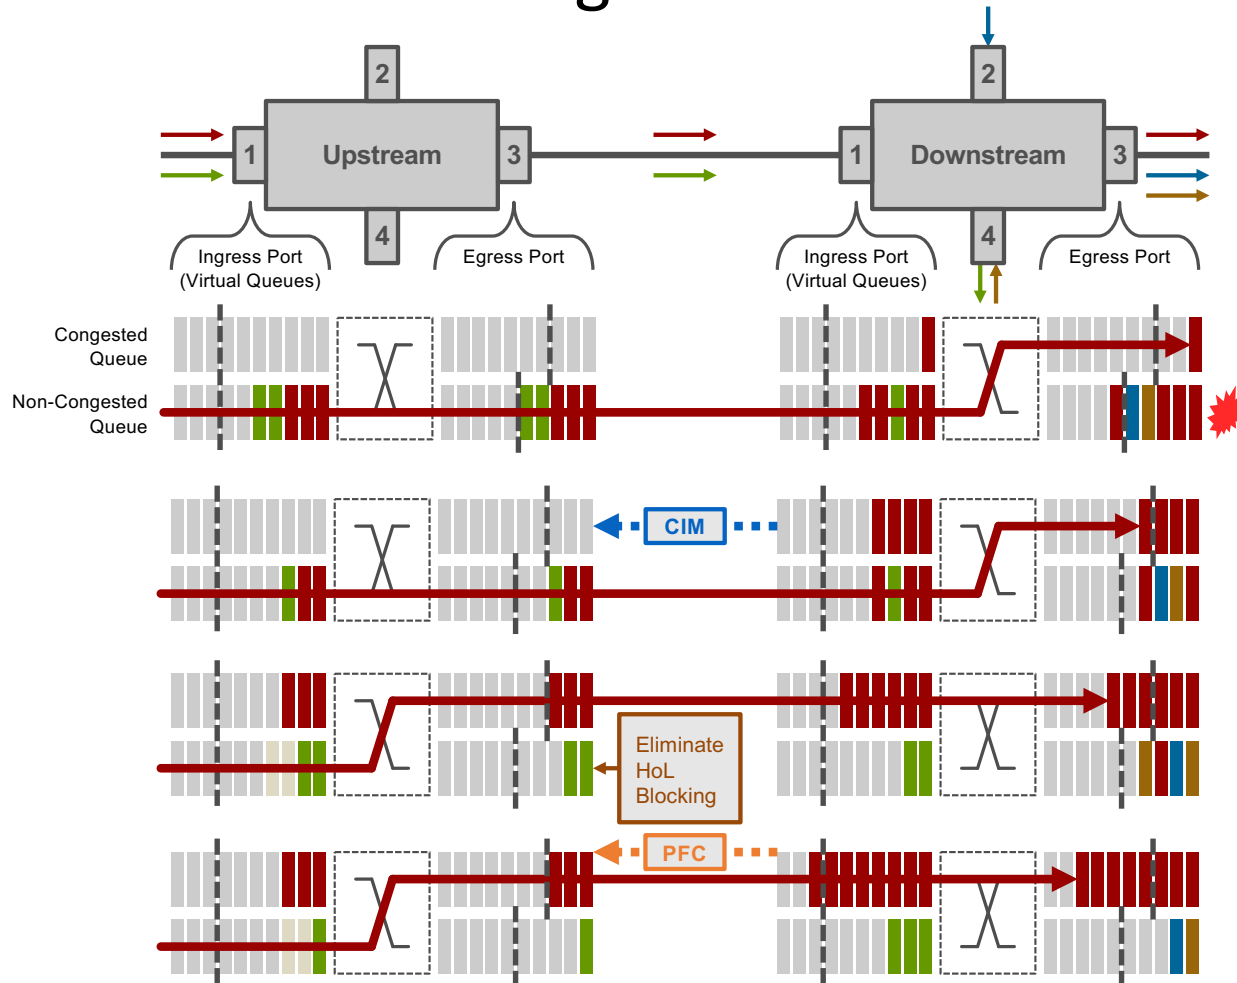 g
2
2
1
Upstream
3
1
Downstream
3
4
4
Ingress Port
(Virtual Queues)
Egress Port
Ingress Port
(Virtual Queues)
Egress Port
Congested
Queue
Non-Congested
Queue
CIM
Eliminate
HoL
Blocking
PFC